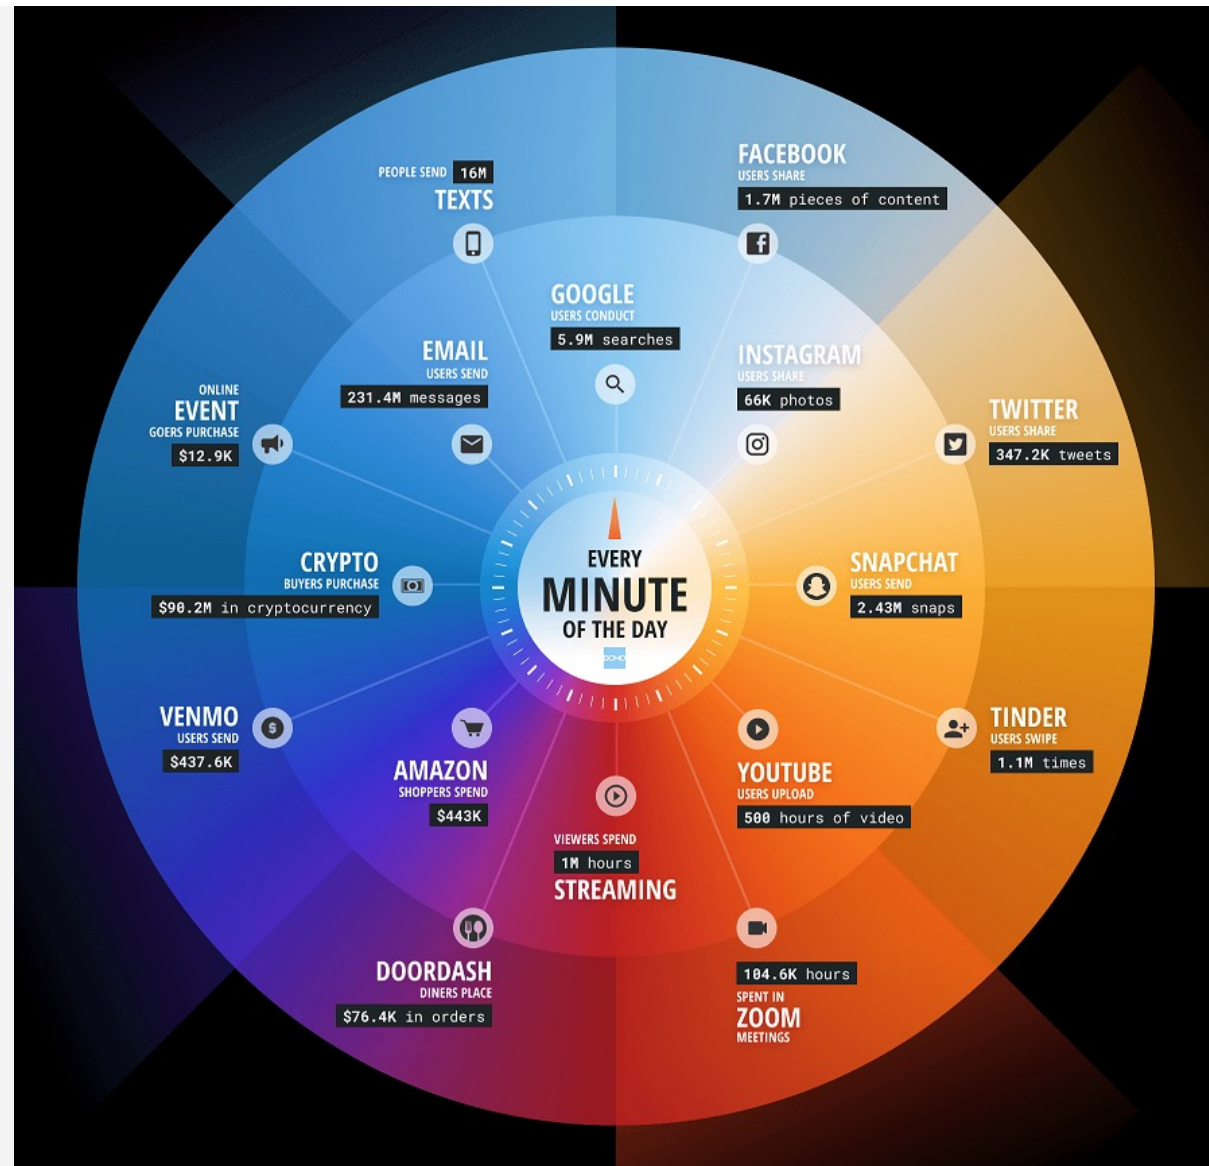 PEOPLE SEND 16M
TEXTS
FACEBOOK
USERS SHARE
1.7M pieces of content
GOOGLE
USERS CONDUCT
5.9M searches
EMAIL
USERS SEND
231.4M messages
INSTAGRAM
USERS SHARE
66K photos
ONLINE
EVENT
GOERS PURCHASE
$12.9K
TWITTER
USERS SHARE
347.2K tweets
CRYPTO
BUYERS PURCHASE
$90.2M in cryptocurrency
EVERY
MINUTE
OF THE DAY
DOMO
SNAPCHAT
USERS SEND
2.43M snaps
VENMO
USERS SEND
$437.6K
AMAZON
SHOPPERS SPEND
$443K
YOUTUBE
USERS UPLOAD
500 hours of video
TINDER
USERS SWIPE
1.1M times
VIEWERS SPEND
1M hours
STREAMING
DOORDASH
DINERS PLACE
$76.4K in orders
104.6K hours
SPENT IN
ZOOM
MEETINGS